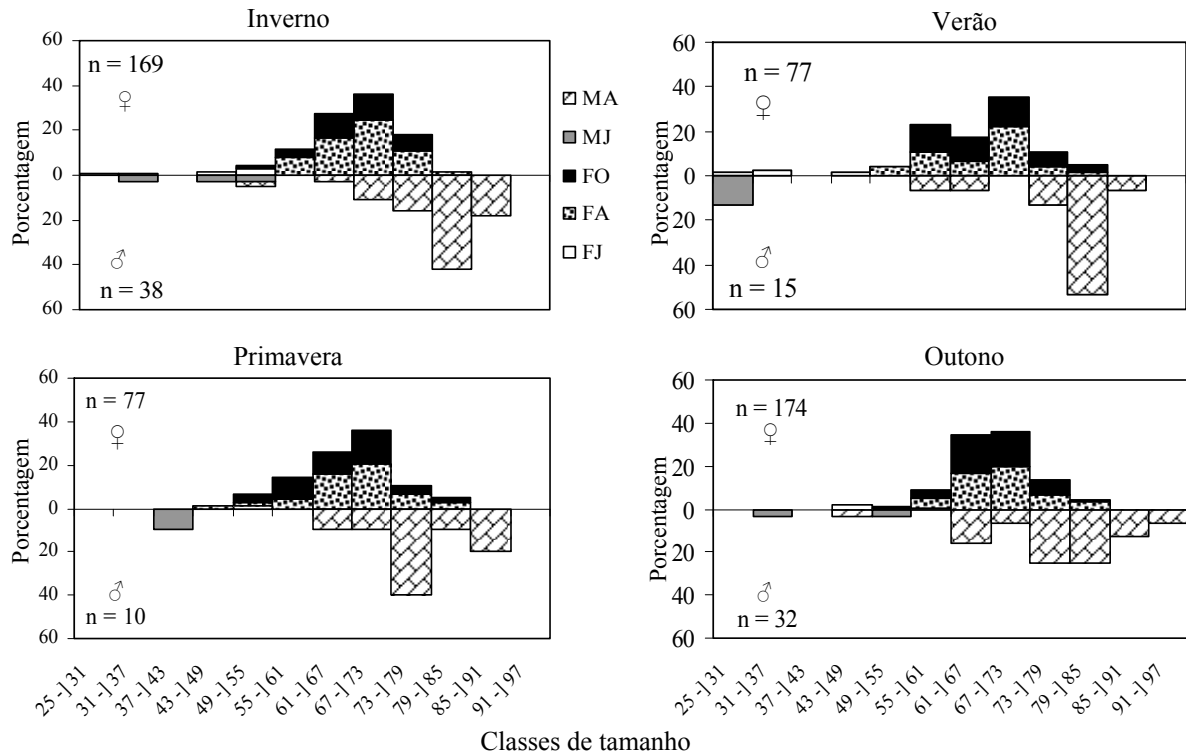 Inverno
Porcentagem
60
40
20
0
20
40
60
n = 169
♀
♂
n = 38
MA
MJ
FO
FA
FJ
Verão
Porcentagem
60
40
20
0
20
40
60
n = 77
♀
♂
n = 15
Primavera
Porcentagem
60
40
20
0
20
40
60
n = 77
♀
♂
n = 10
25 -|31
31 -|37
37 -|43
43 -|49
49 -|55
55 -|61
61 -|67
67 -|73
73 -|79
79 -|85
85 -|91
91 -|97
Outono
Porcentagem
60
40
20
0
20
40
60
n = 174
♀
♂
n = 32
25 -|31
31 -|37
37 -|43
43 -|49
49 -|55
55 -|61
61 -|67
67 -|73
73 -|79
79 -|85
85 -|91
91 -|97
Classes de tamanho